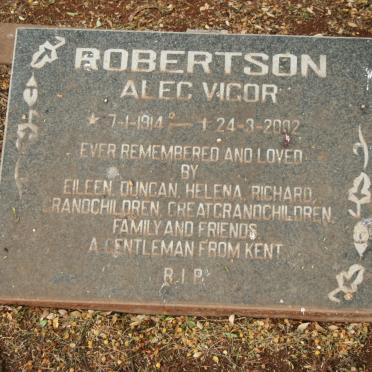 ROBERTSON
ALEC VIGOR
* 7-1-1914 — † 24-3-2002
EVER REMEMBERED AND LOVED
BY
EILEEN, DUNCAN, HELENA, RICHARD,
GRANDCHILDREN, GREATGRANDCHILDREN,
FAMILY AND FRIENDS
A GENTLEMAN FROM KENT
R.I.P.